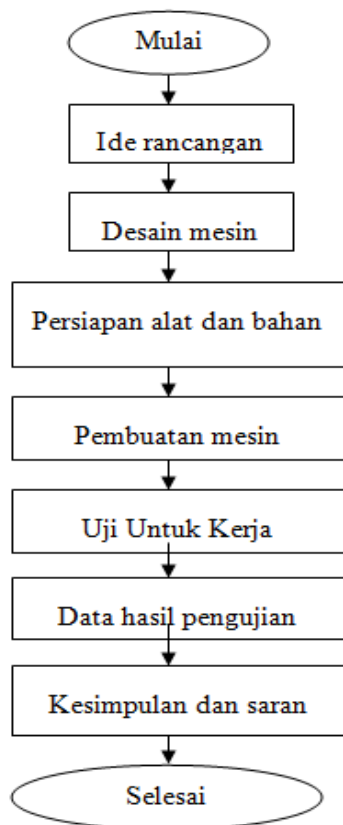 Mulai
Ide rancangan
Desain mesin
Persiapan alat dan bahan
Pembuatan mesin
Uji Untuk Kerja
Data hasil pengujian
Kesimpulan dan saran
Selesai